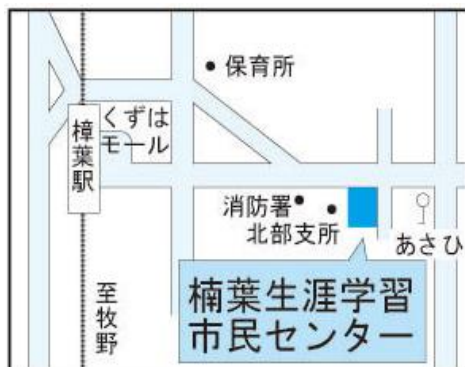 保育所
くずは
モール
樟葉駅
消防署
北部支所
あさひ
楠葉生涯学習
市民センター
至牧野